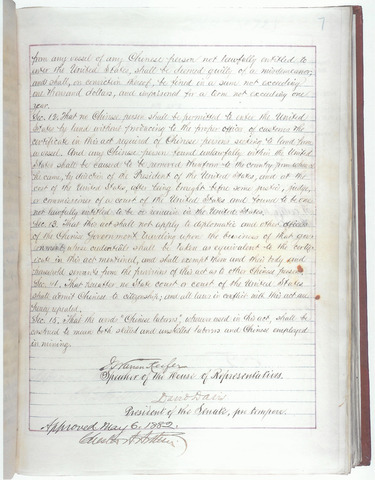 7
from any vessel of any Chinese person not lawfully entitled to
enter the United States, shall be deemed guilty of a misdemeanor,
and shall, on conviction thereof, be fined in a sum not exceeding
one thousand dollars, and imprisoned for a term not exceeding one
year.
Sec. 12. That no Chinese person shall be permitted to enter the United
States by land without producing to the proper officer of customs the
certificate in this act required of Chinese persons seeking to land from
a vessel. And any Chinese person found unlawfully within the United
States shall be caused to be removed therefrom to the country from whence
he came, by direction of the President of the United States, and at the
cost of the United States, after being brought before some justice, judge,
or commissioner of a court of the United States and found to be one
not lawfully entitled to be or remain in the United States.
Sec. 13. That this act shall not apply to diplomatic and other officers
of the Chinese Government traveling upon the business of that gov-
ernment, whose credentials shall be taken as equivalent to the certifi-
cate in this act mentioned, and shall exempt them and their body and
household servants from the provisions of this act as to other Chinese persons.
Sec. 14. That hereafter no State court or court of the United States
shall admit Chinese to citizenship; and all laws in conflict with this act are
hereby repealed.
Sec. 15. That the words "Chinese laborers", wherever used in this act, shall be
construed to mean both skilled and unskilled laborers and Chinese employed
in mining.
J. Warren Keifer
Speaker of the House of Representatives.
David Davis
President of the Senate, pro tempore.
Approved May 6, 1882.
Chester A. Arthur